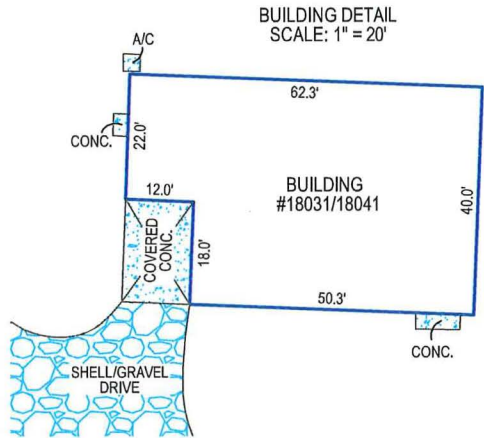 BUILDING DETAIL
SCALE: 1" = 20'
A/C
62.3'
CONC.
22.0'
12.0'
BUILDING
#18031/18041
40.0'
COVERED
CONC.
18.0'
50.3'
CONC.
SHELL/GRAVEL
DRIVE